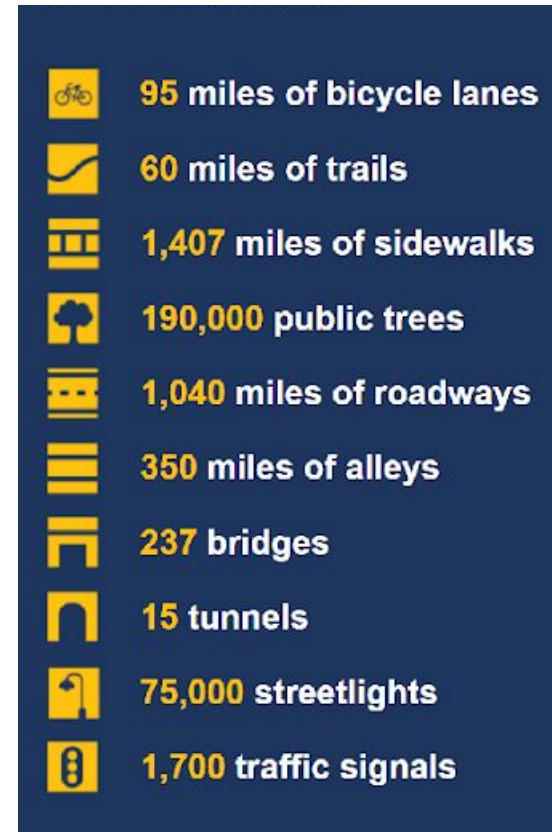 95 miles of bicycle lanes
60 miles of trails
1,407 miles of sidewalks
190,000 public trees
1,040 miles of roadways
350 miles of alleys
237 bridges
15 tunnels
75,000 streetlights
1,700 traffic signals